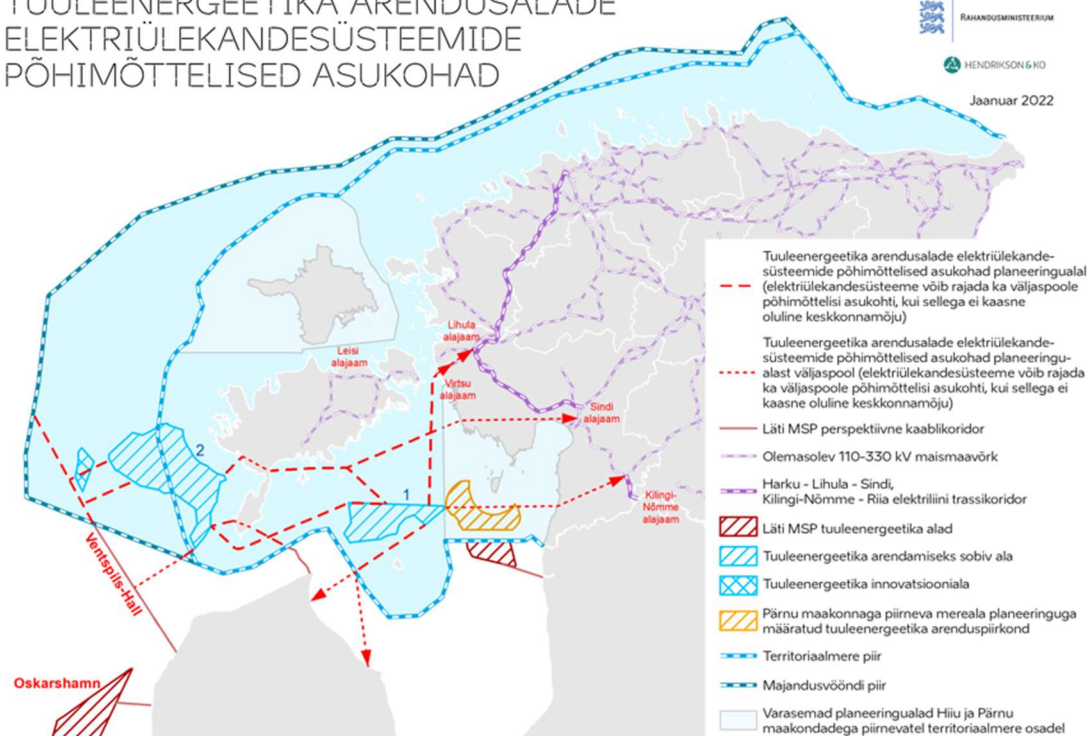 TUULEENERGEETIKA ARENDUSALADE
ELEKTRIÜLEKANDESÜSTEEMIDE
PÕHIMÕTTELISED ASUKOHAD
RAHANDUSMINISTEERIUM
HENDRIKSON&KO
Jaanuar 2022
Lihula
alajaam
Leisi
alajaam
Virtsu
alajaam
Sindi
alajaam
2
1
Kilingi-
Nõmme
alajaam
Ventspils-Hall
Oskarshamn
Tuuleenergeetika arendusalade elektriülekande-
süsteemide põhimõttelised asukohad planeeringualal
(elektriülekandesüsteeme võib rajada ka väljaspoole
põhimõttelisi asukohti, kui sellega ei kaasne
oluline keskkonnamõju)
Tuuleenergeetika arendusalade elektriülekande-
süsteemide põhimõttelised asukohad planeeringu-
alast väljaspool (elektriülekandesüsteeme võib rajada
ka väljaspoole põhimõttelisi asukohti, kui sellega ei
kaasne oluline keskkonnamõju)
Läti MSP perspektiivne kaablikoridor
Olemasolev 110-330 kV maismaavõrk
Harku - Lihula - Sindi,
Kilingi-Nõmme - Riia elektriliini trassikoridor
Läti MSP tuuleenergeetika alad
Tuuleenergeetika arendamiseks sobiv ala
Tuuleenergeetika innovatsiooniala
Pärnu maakonnaga piirneva mereala planeeringuga
määratud tuuleenergeetika arenduspiirkond
Territoriaalmere piir
Majandusvööndi piir
Varasemad planeeringualad Hiiu ja Pärnu
maakondadega piirnevatel territoriaalmere osadel